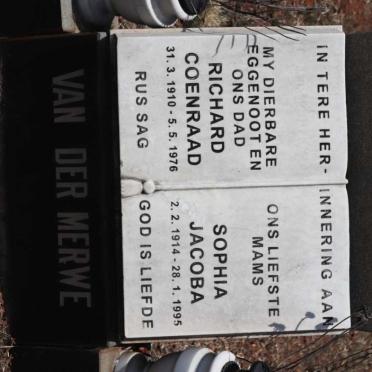 IN TERE HER- INNERING AAN
MY DIERBARE
EGGENOOT EN
ONS DAD
RICHARD
COENRAAD
31. 3. 1910 - 5. 5. 1976
RUS SAG
ONS LIEFSTE
MAMS
SOPHIA
JACOBA
2. 2. 1914 - 28. 1. 1995
GOD IS LIEFDE
VAN DER MERWE